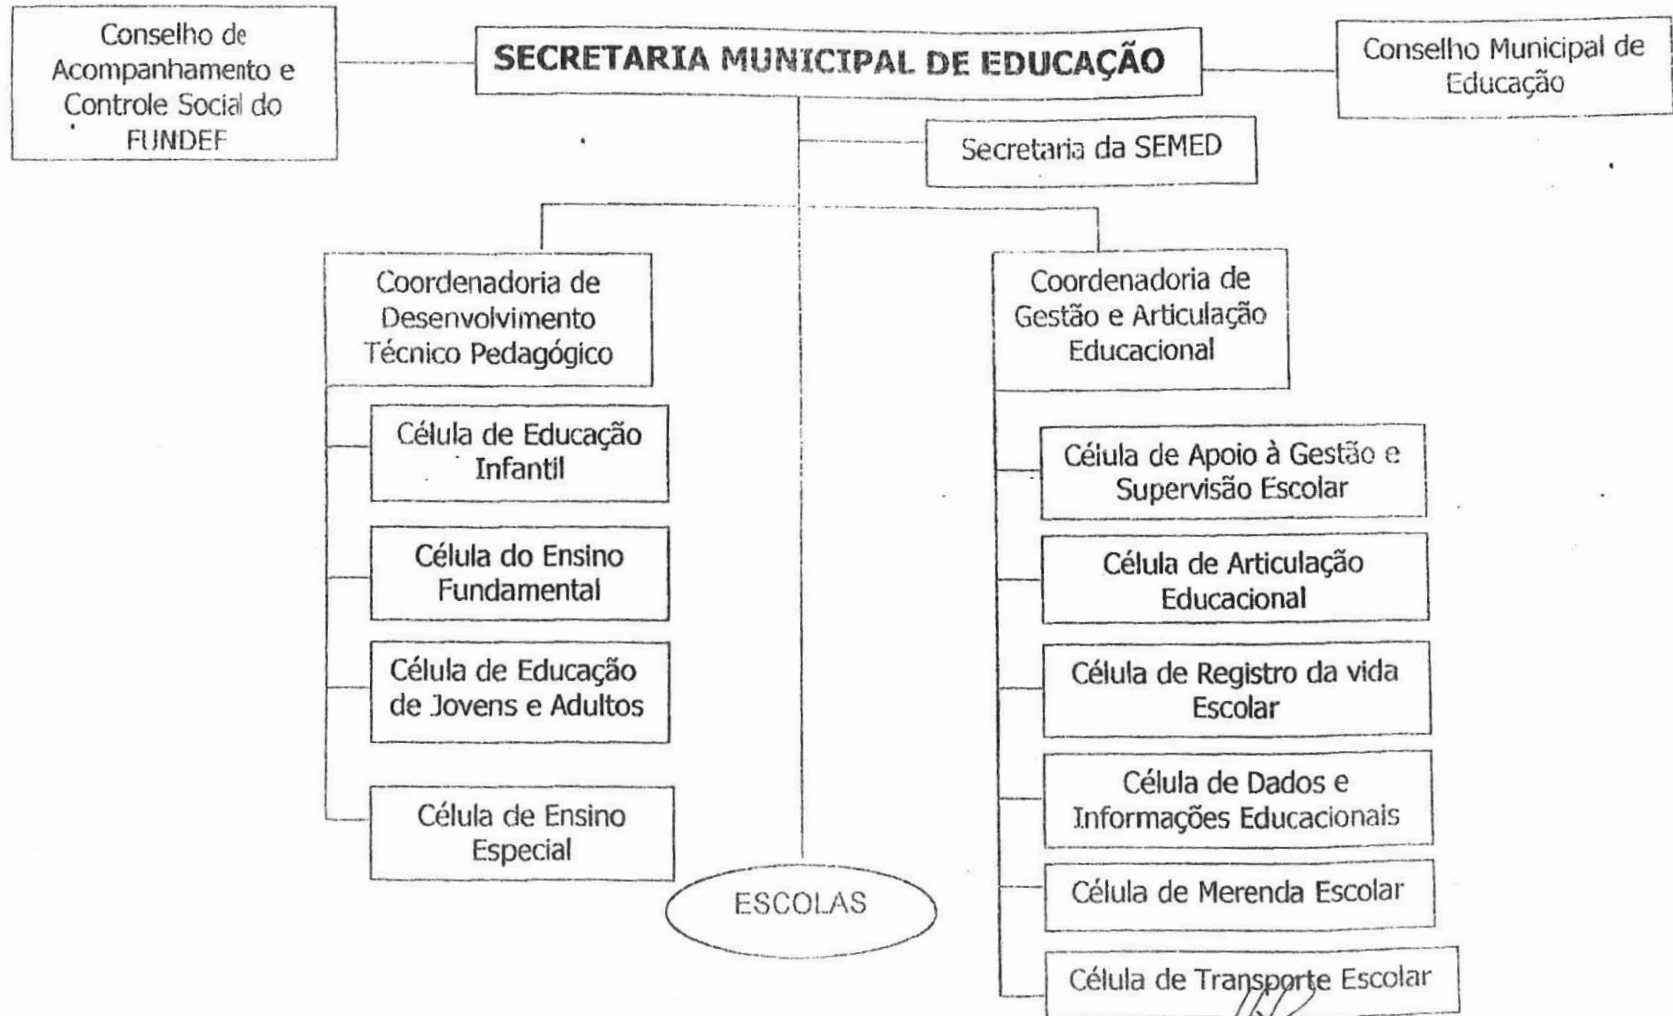 Conselho de
Acompanhamento e
Controle Social do
FUNDEF
SECRETARIA MUNICIPAL DE EDUCAÇÃO
Conselho Municipal de
Educação
Secretaria da SEMED
Coordenadoria de
Desenvolvimento
Técnico Pedagógico
Célula de Educação
Infantil
Célula do Ensino
Fundamental
Célula de Educação
de Jovens e Adultos
Célula de Ensino
Especial
ESCOLAS
Coordenadoria de
Gestão e Articulação
Educacional
Célula de Apoio à Gestão e
Supervisão Escolar
Célula de Articulação
Educacional
Célula de Registro da vida
Escolar
Célula de Dados e
Informações Educacionais
Célula de Merenda Escolar
Célula de Transporte Escolar